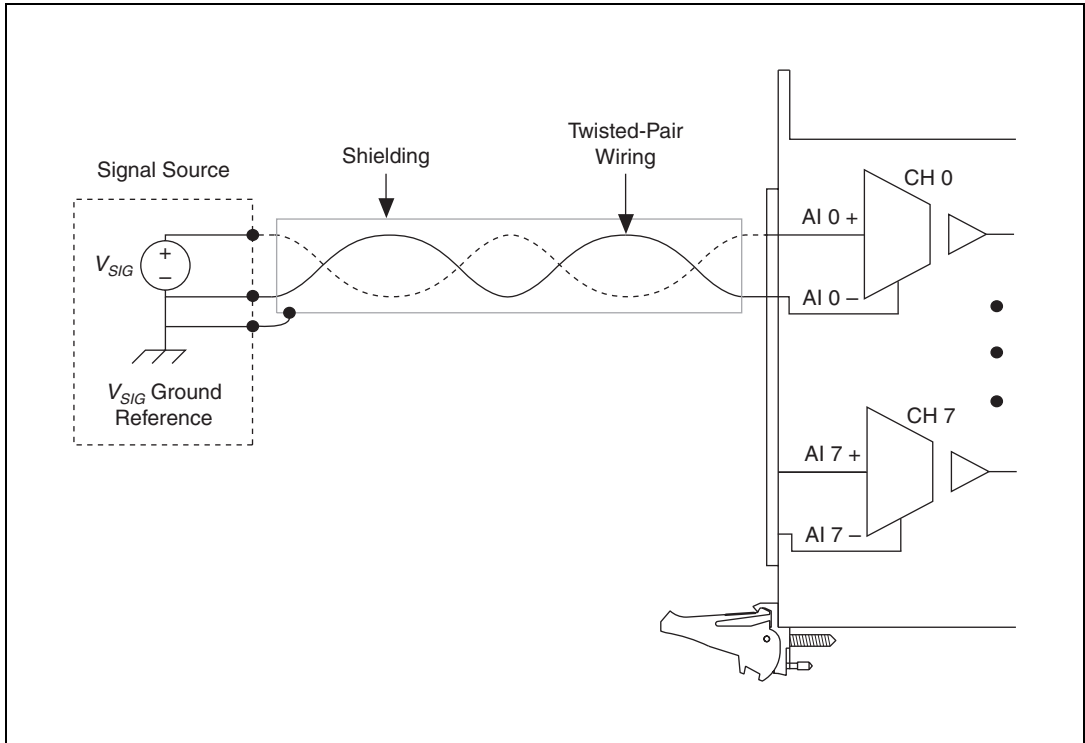 Signal Source
Shielding
Twisted-Pair
Wiring
V_SIG
+
–
V_SIG Ground
Reference
CH 0
AI 0 +
AI 0 –
CH 7
AI 7 +
AI 7 –